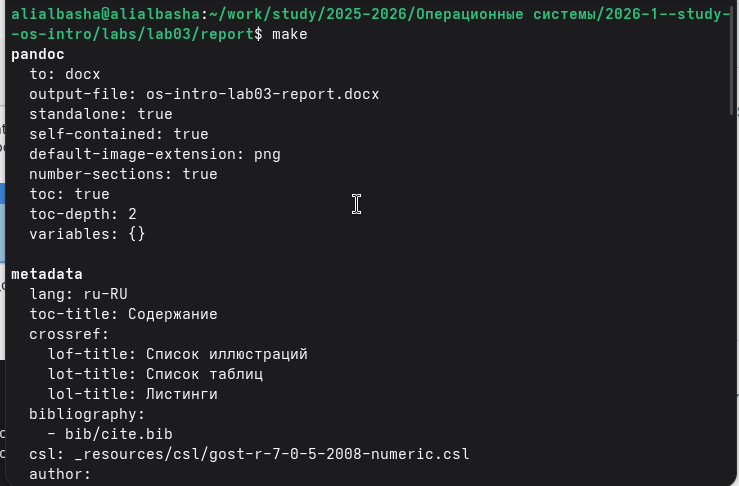 alialbasha@alialbasha:~/work/study/2025-2026/Операционные системы/2026-1--study-
-os-intro/labs/lab03/report$ make
pandoc
  to: docx
  output-file: os-intro-lab03-report.docx
  standalone: true
  self-contained: true
  default-image-extension: png
  number-sections: true
  toc: true
  toc-depth: 2
  variables: {}

metadata
  lang: ru-RU
  toc-title: Содержание
  crossref:
    lof-title: Список иллюстраций
    lot-title: Список таблиц
    lol-title: Листинги
  bibliography:
    - bib/cite.bib
  csl: _resources/csl/gost-r-7-0-5-2008-numeric.csl
  author: